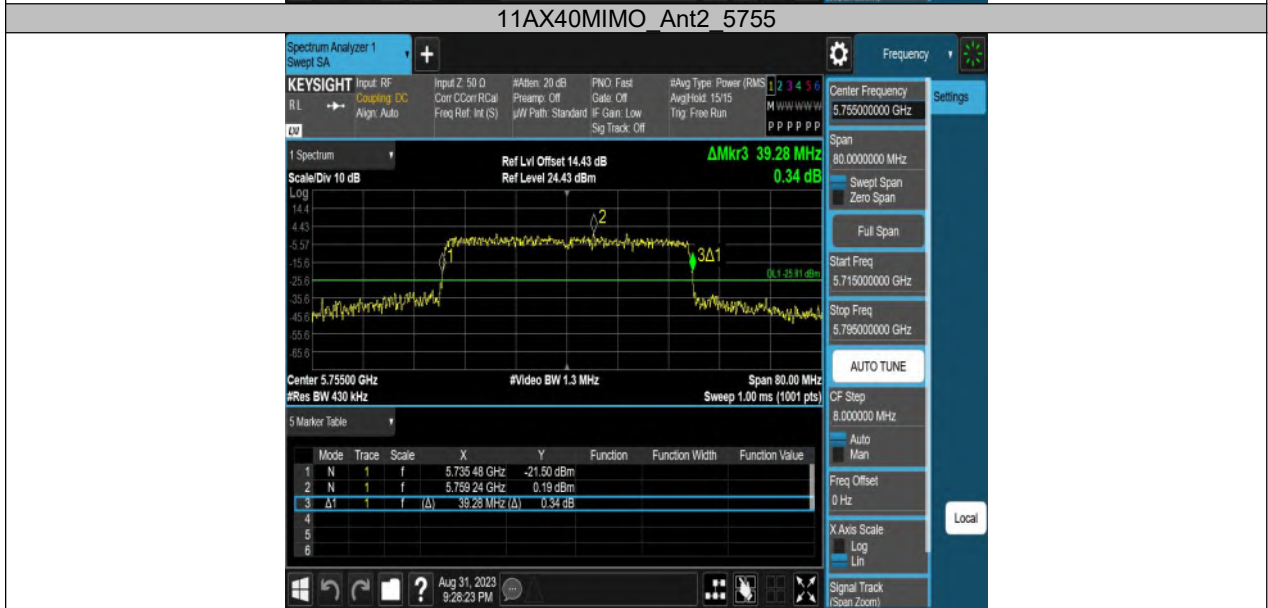 11AX40MIMO_Ant2_5755
Spectrum Analyzer 1
Swept SA
+
Frequency
KEYSIGHT
RL
LXI
Input: RF
Coupling: DC
Align: Auto
Input Z: 50 Ω
Corr CCorr RCal
Freq Ref: Int (S)
#Atten: 20 dB
Preamp: Off
µW Path: Standard
PNO: Fast
Gate: Off
IF Gain: Low
Sig Track: Off
#Avg Type: Power (RMS
Avg|Hold: 15/15
Trig: Free Run
1 2 3 4 5 6
M W W W W W
P P P P P P
1 Spectrum
Scale/Div 10 dB
Ref Lvl Offset 14.43 dB
Ref Level 24.43 dBm
ΔMkr3 39.28 MHz
0.34 dB
Log
14.4
4.43
-5.57
-15.6
-25.6
-35.6
-45.6
-55.6
-65.6
1
2
3Δ1
DL1 -25.81 dBm
Center 5.75500 GHz
#Res BW 430 kHz
#Video BW 1.3 MHz
Span 80.00 MHz
Sweep 1.00 ms (1001 pts)
5 Marker Table
Mode Trace Scale X Y Function Function Width Function Value
1 N 1 f 5.735 48 GHz -21.50 dBm
2 N 1 f 5.759 24 GHz 0.19 dBm
3 Δ1 1 f (Δ) 39.28 MHz (Δ) 0.34 dB
4
5
6
?
Aug 31, 2023
9:28:23 PM
Center Frequency
5.755000000 GHz
Span
80.0000000 MHz
Swept Span
Zero Span
Full Span
Start Freq
5.715000000 GHz
Stop Freq
5.795000000 GHz
AUTO TUNE
CF Step
8.000000 MHz
Auto
Man
Freq Offset
0 Hz
X Axis Scale
Log
Lin
Signal Track
(Span Zoom)
Settings
Local